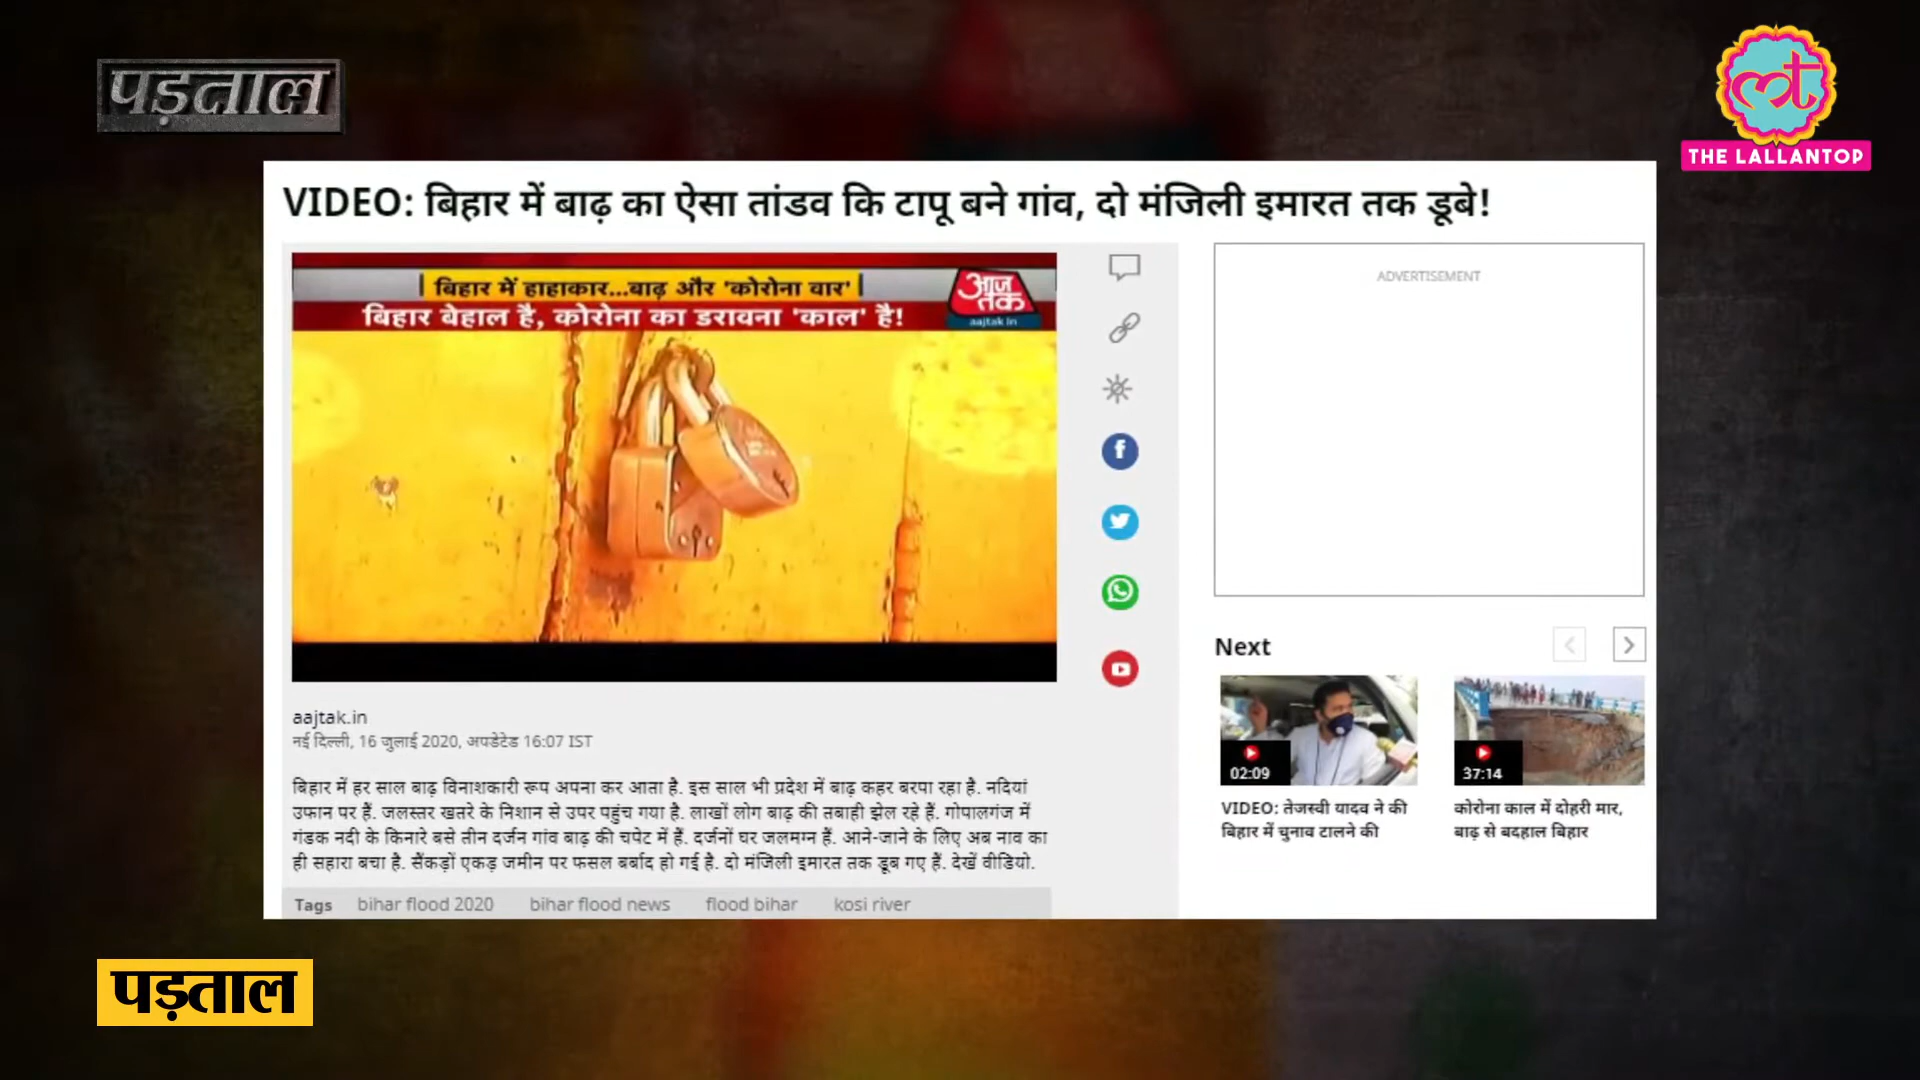 पड़ताल
THE LALLANTOP
VIDEO: बिहार में बाढ़ का ऐसा तांडव कि टापू बने गांव, दो मंजिली इमारत तक डूबे!
बिहार में हाहाकार...बाढ़ और 'कोरोना वार'
बिहार बेहाल है, कोरोना का डरावना 'काल' है!
आज तक
aajtak.in
ADVERTISEMENT
aajtak.in
नई दिल्ली, 16 जुलाई 2020, अपडेटेड 16:07 IST
बिहार में हर साल बाढ़ विनाशकारी रूप अपना कर आता है. इस साल भी प्रदेश में बाढ़ कहर बरपा रहा है. नदियां
उफान पर हैं. जलस्तर खतरे के निशान से उपर पहुंच गया है. लाखों लोग बाढ़ की तबाही झेल रहे हैं. गोपालगंज में
गंडक नदी के किनारे बसे तीन दर्जन गांव बाढ़ की चपेट में हैं. दर्जनों घर जलमग्न हैं. आने-जाने के लिए अब नाव का
ही सहारा बचा है. सैंकड़ों एकड़ जमीन पर फसल बर्बाद हो गई है. दो मंजिली इमारत तक डूब गए हैं. देखें वीडियो.
Tags bihar flood 2020 bihar flood news flood bihar kosi river
Next
02:09
VIDEO: तेजस्वी यादव ने की
बिहार में चुनाव टालने की
37:14
कोरोना काल में दोहरी मार,
बाढ़ से बदहाल बिहार
पड़ताल